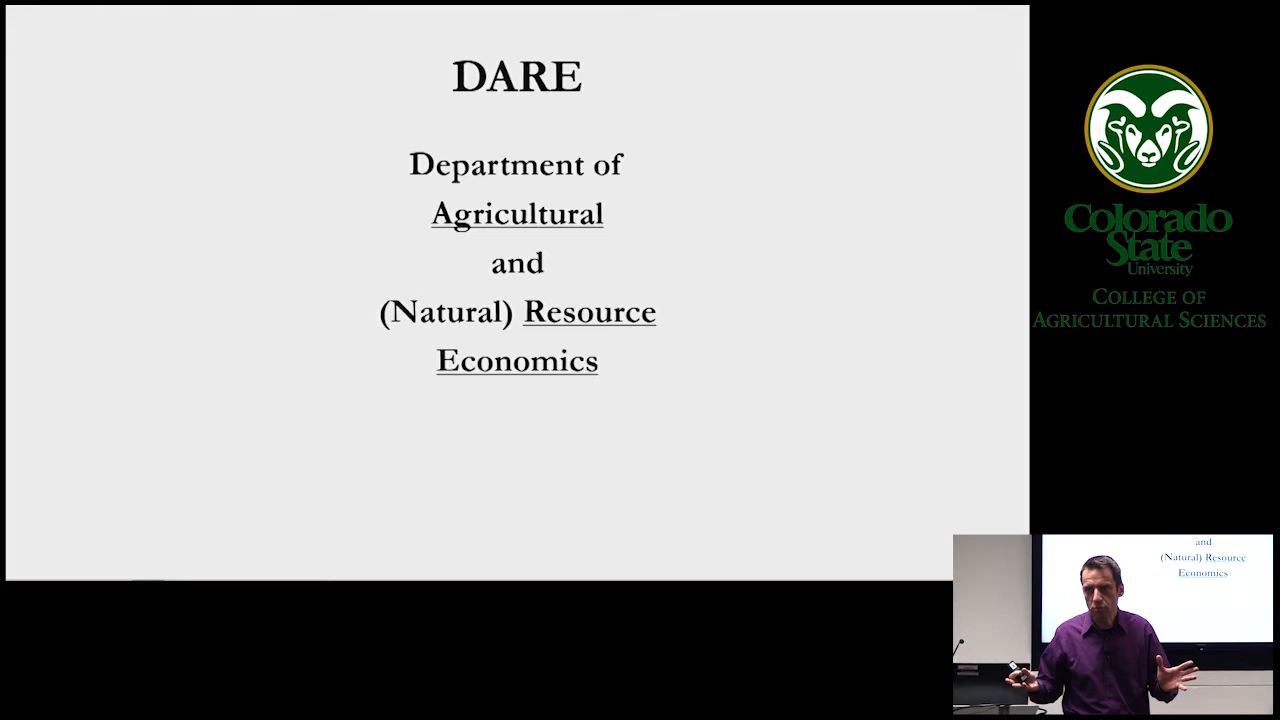 DARE
Department of
Agricultural
and
(Natural) Resource
Economics
Colorado
State
University
COLLEGE OF
AGRICULTURAL SCIENCES
and
(Natural) Resource
Economics